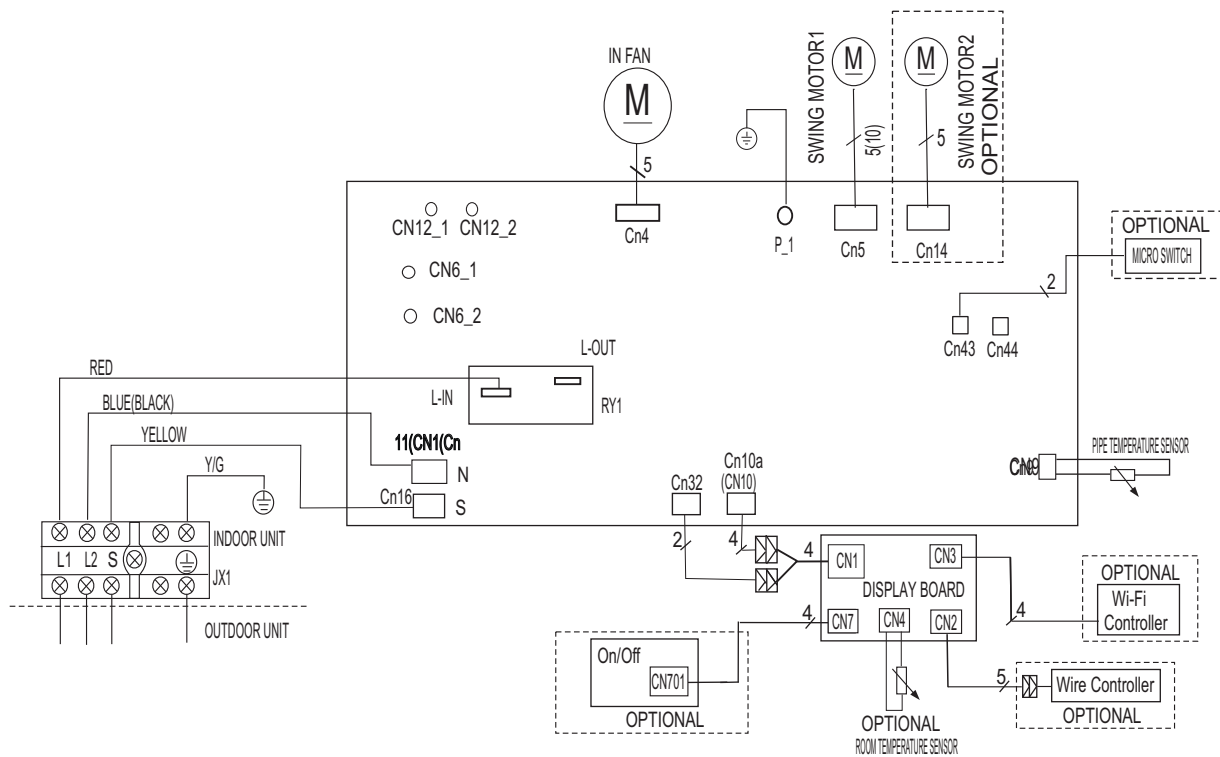 IN FAN
M
5
SWING MOTOR1
M
5(10)
M
5
SWING MOTOR2
OPTIONAL
CN12_1
CN12_2
Cn4
P_1
Cn5
Cn14
OPTIONAL
MICRO SWITCH
2
CN6_1
CN6_2
Cn43
Cn44
L-OUT
L-IN
RY1
RED
BLUE(BLACK)
YELLOW
Y/G
11(CN1(Cn
N
Cn16
S
Cn32
Cn10a
(CN10)
PIPE TEMPERATURE SENSOR
INDOOR UNIT
L1
L2
S
JX1
OUTDOOR UNIT
2
4
4
CN1
CN3
DISPLAY BOARD
CN7
CN4
CN2
4
4
OPTIONAL
Wi-Fi
Controller
On/Off
CN701
OPTIONAL
5
Wire Controller
OPTIONAL
OPTIONAL
ROOM TEMPERATURE SENSOR